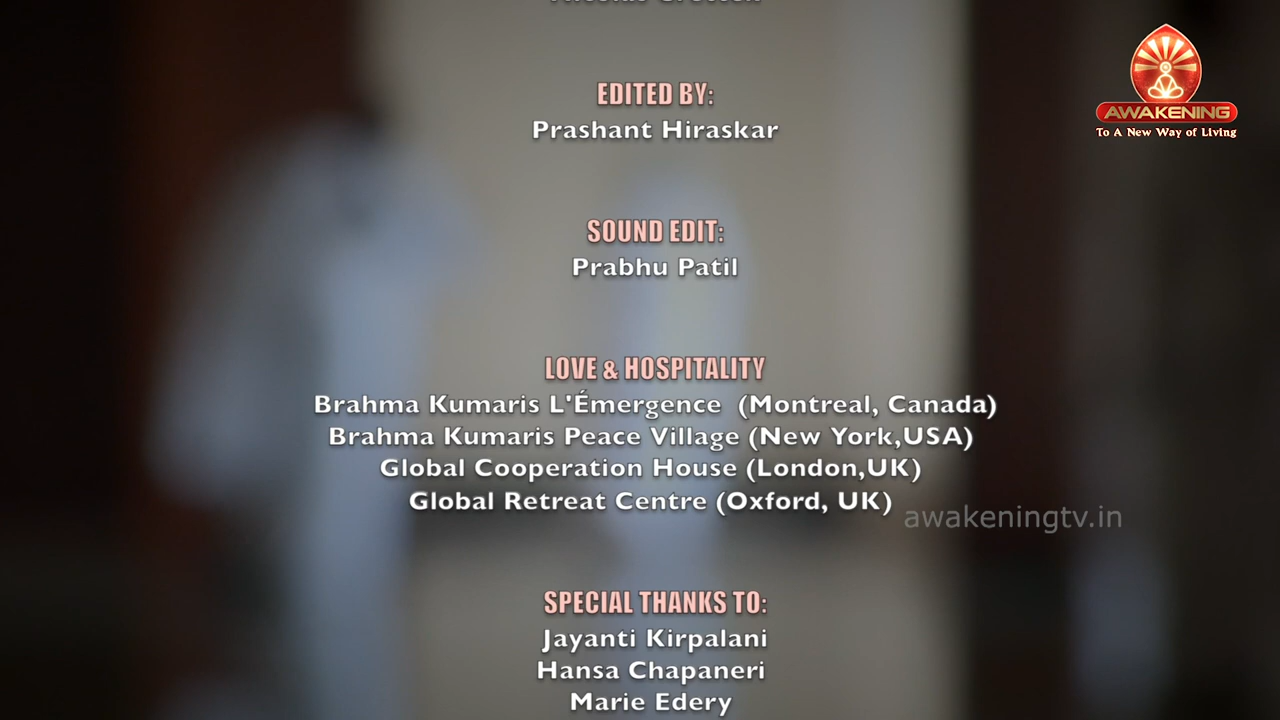 EDITED BY:
Prashant Hiraskar
AWAKENING
To A New Way of Living
SOUND EDIT:
Prabhu Patil
LOVE & HOSPITALITY
Brahma Kumaris L'Émergence (Montreal, Canada)
Brahma Kumaris Peace Village (New York,USA)
Global Cooperation House (London,UK)
Global Retreat Centre (Oxford, UK)
awakeningtv.in
SPECIAL THANKS TO:
Jayanti Kirpalani
Hansa Chapaneri
Marie Edery